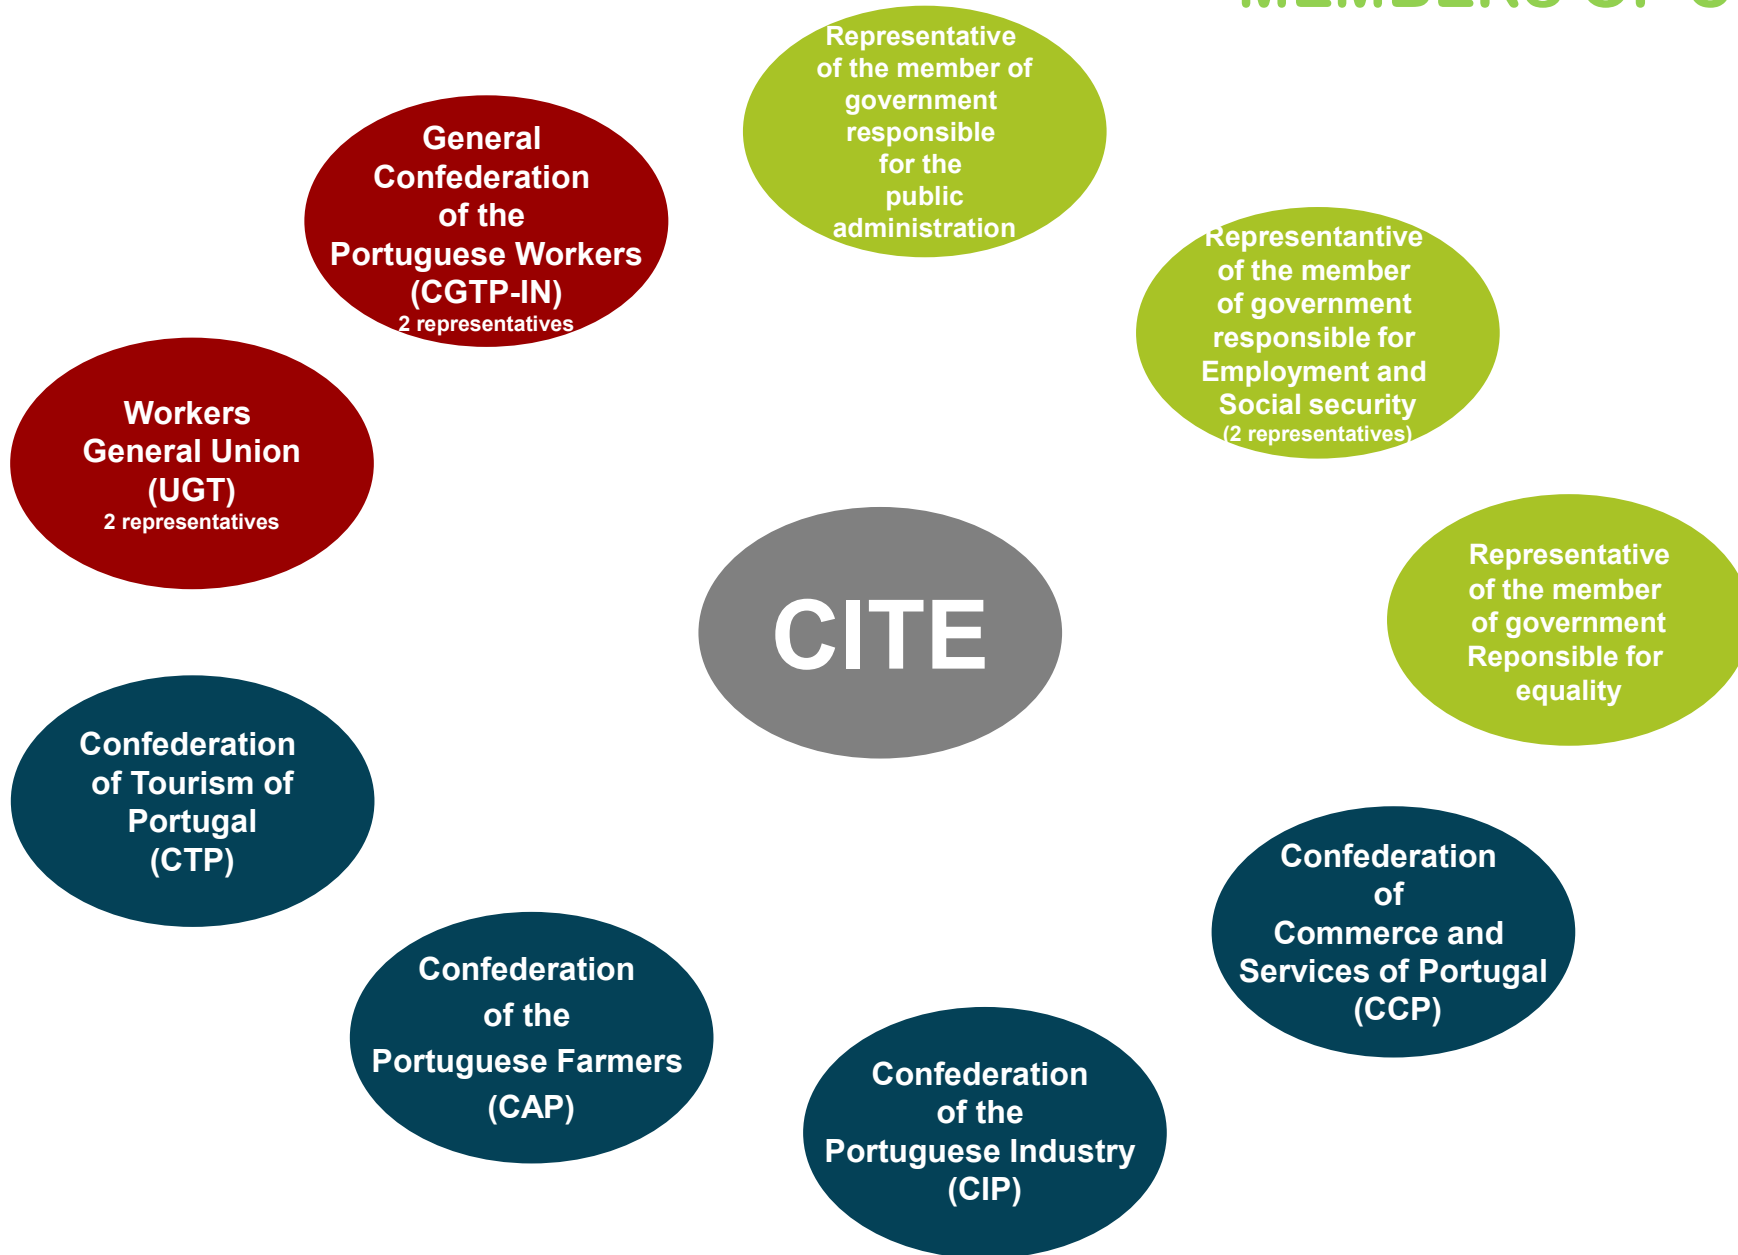 MEMBERS OF
Representative
of the member of
government
responsible
for the
public
administration
General
Confederation
of the
Portuguese Workers
(CGTP-IN)
2 representatives
Representantive
of the member
of government
responsible for
Employment and
Social security
(2 representatives)
Workers
General Union
(UGT)
2 representatives
CITE
Representative
of the member
of government
Reponsible for
equality
Confederation
of Tourism of
Portugal
(CTP)
Confederation
of
Commerce and
Services of Portugal
(CCP)
Confederation
of the
Portuguese Farmers
(CAP)
Confederation
of the
Portuguese Industry
(CIP)